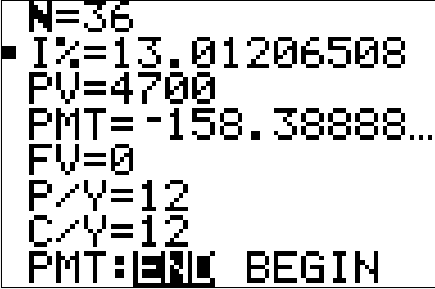 N=36
I%=13.01206508
PV=4700
PMT=-158.38888…
FV=0
P/Y=12
C/Y=12
PMT:END BEGIN